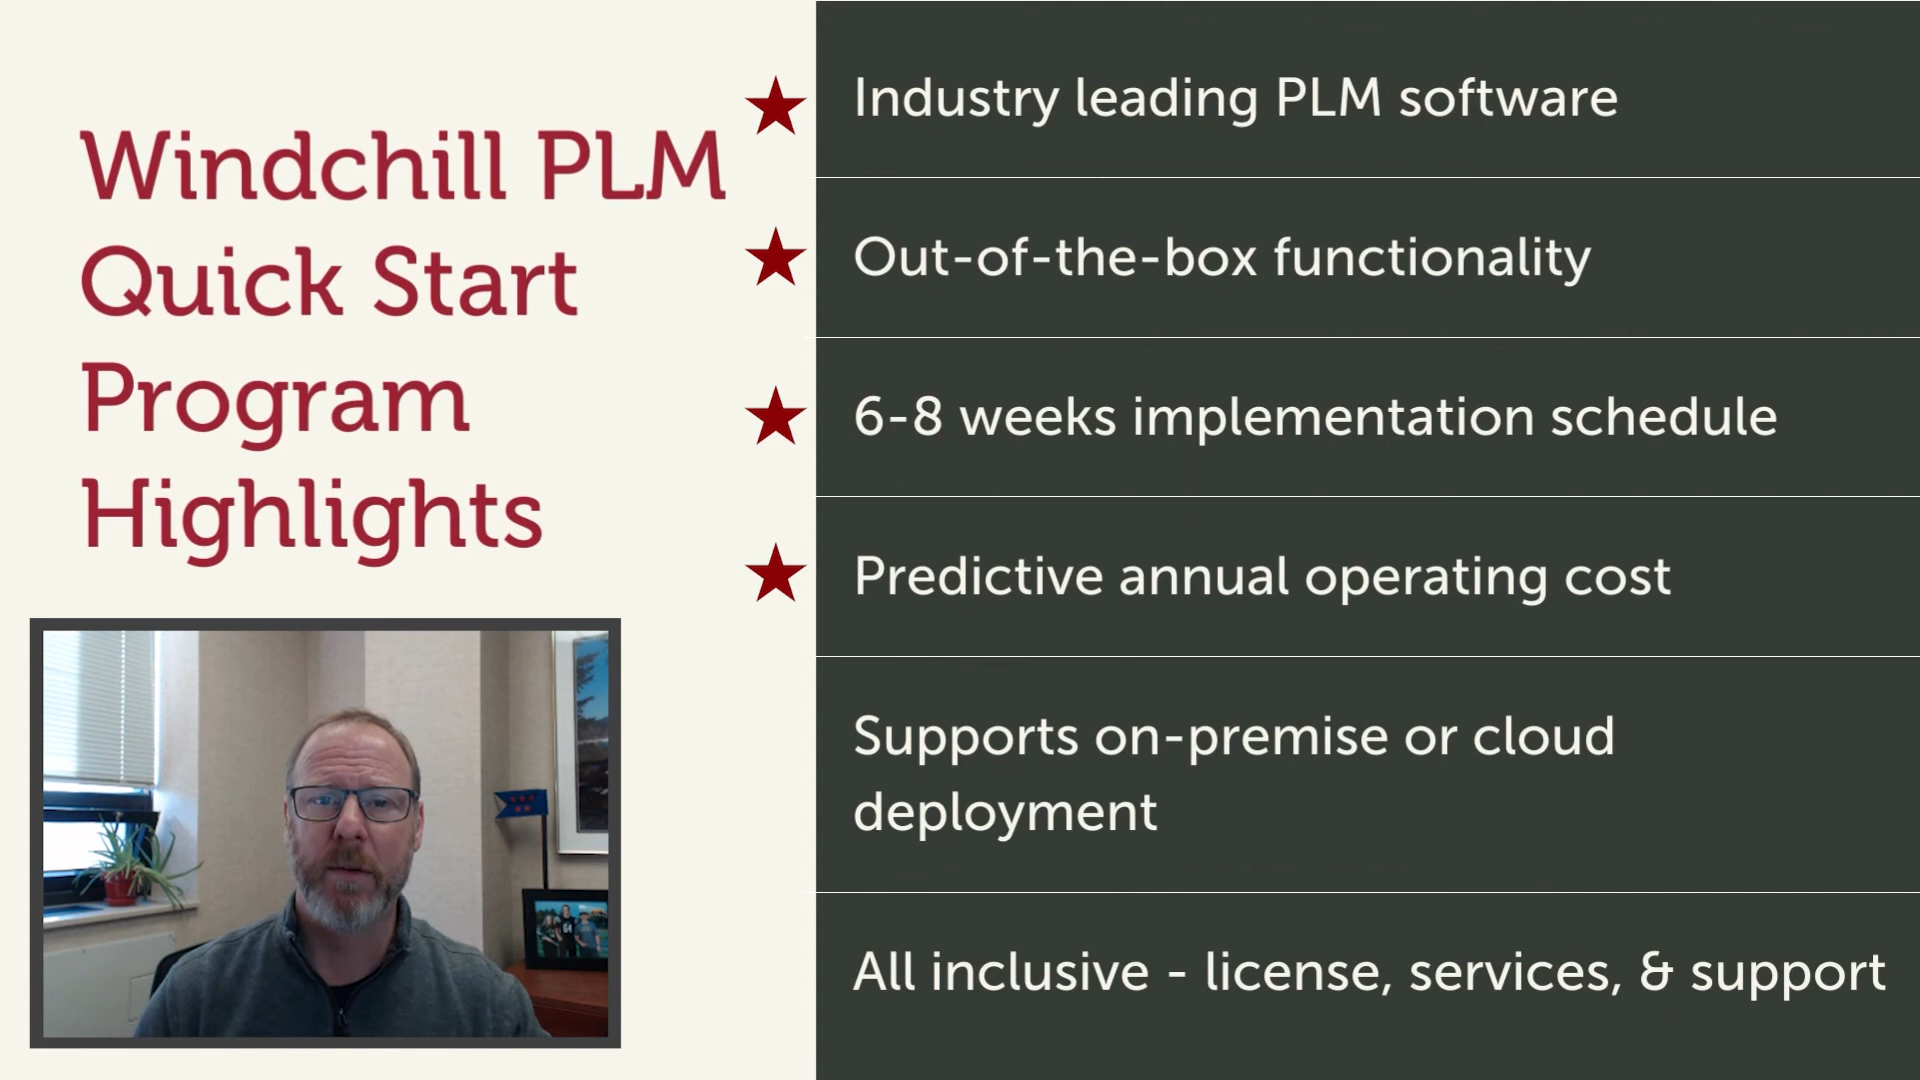 Windchill PLM
Quick Start
Program
Highlights
Industry leading PLM software
Out-of-the-box functionality
6-8 weeks implementation schedule
Predictive annual operating cost
Supports on-premise or cloud
deployment
All inclusive - license, services, & support